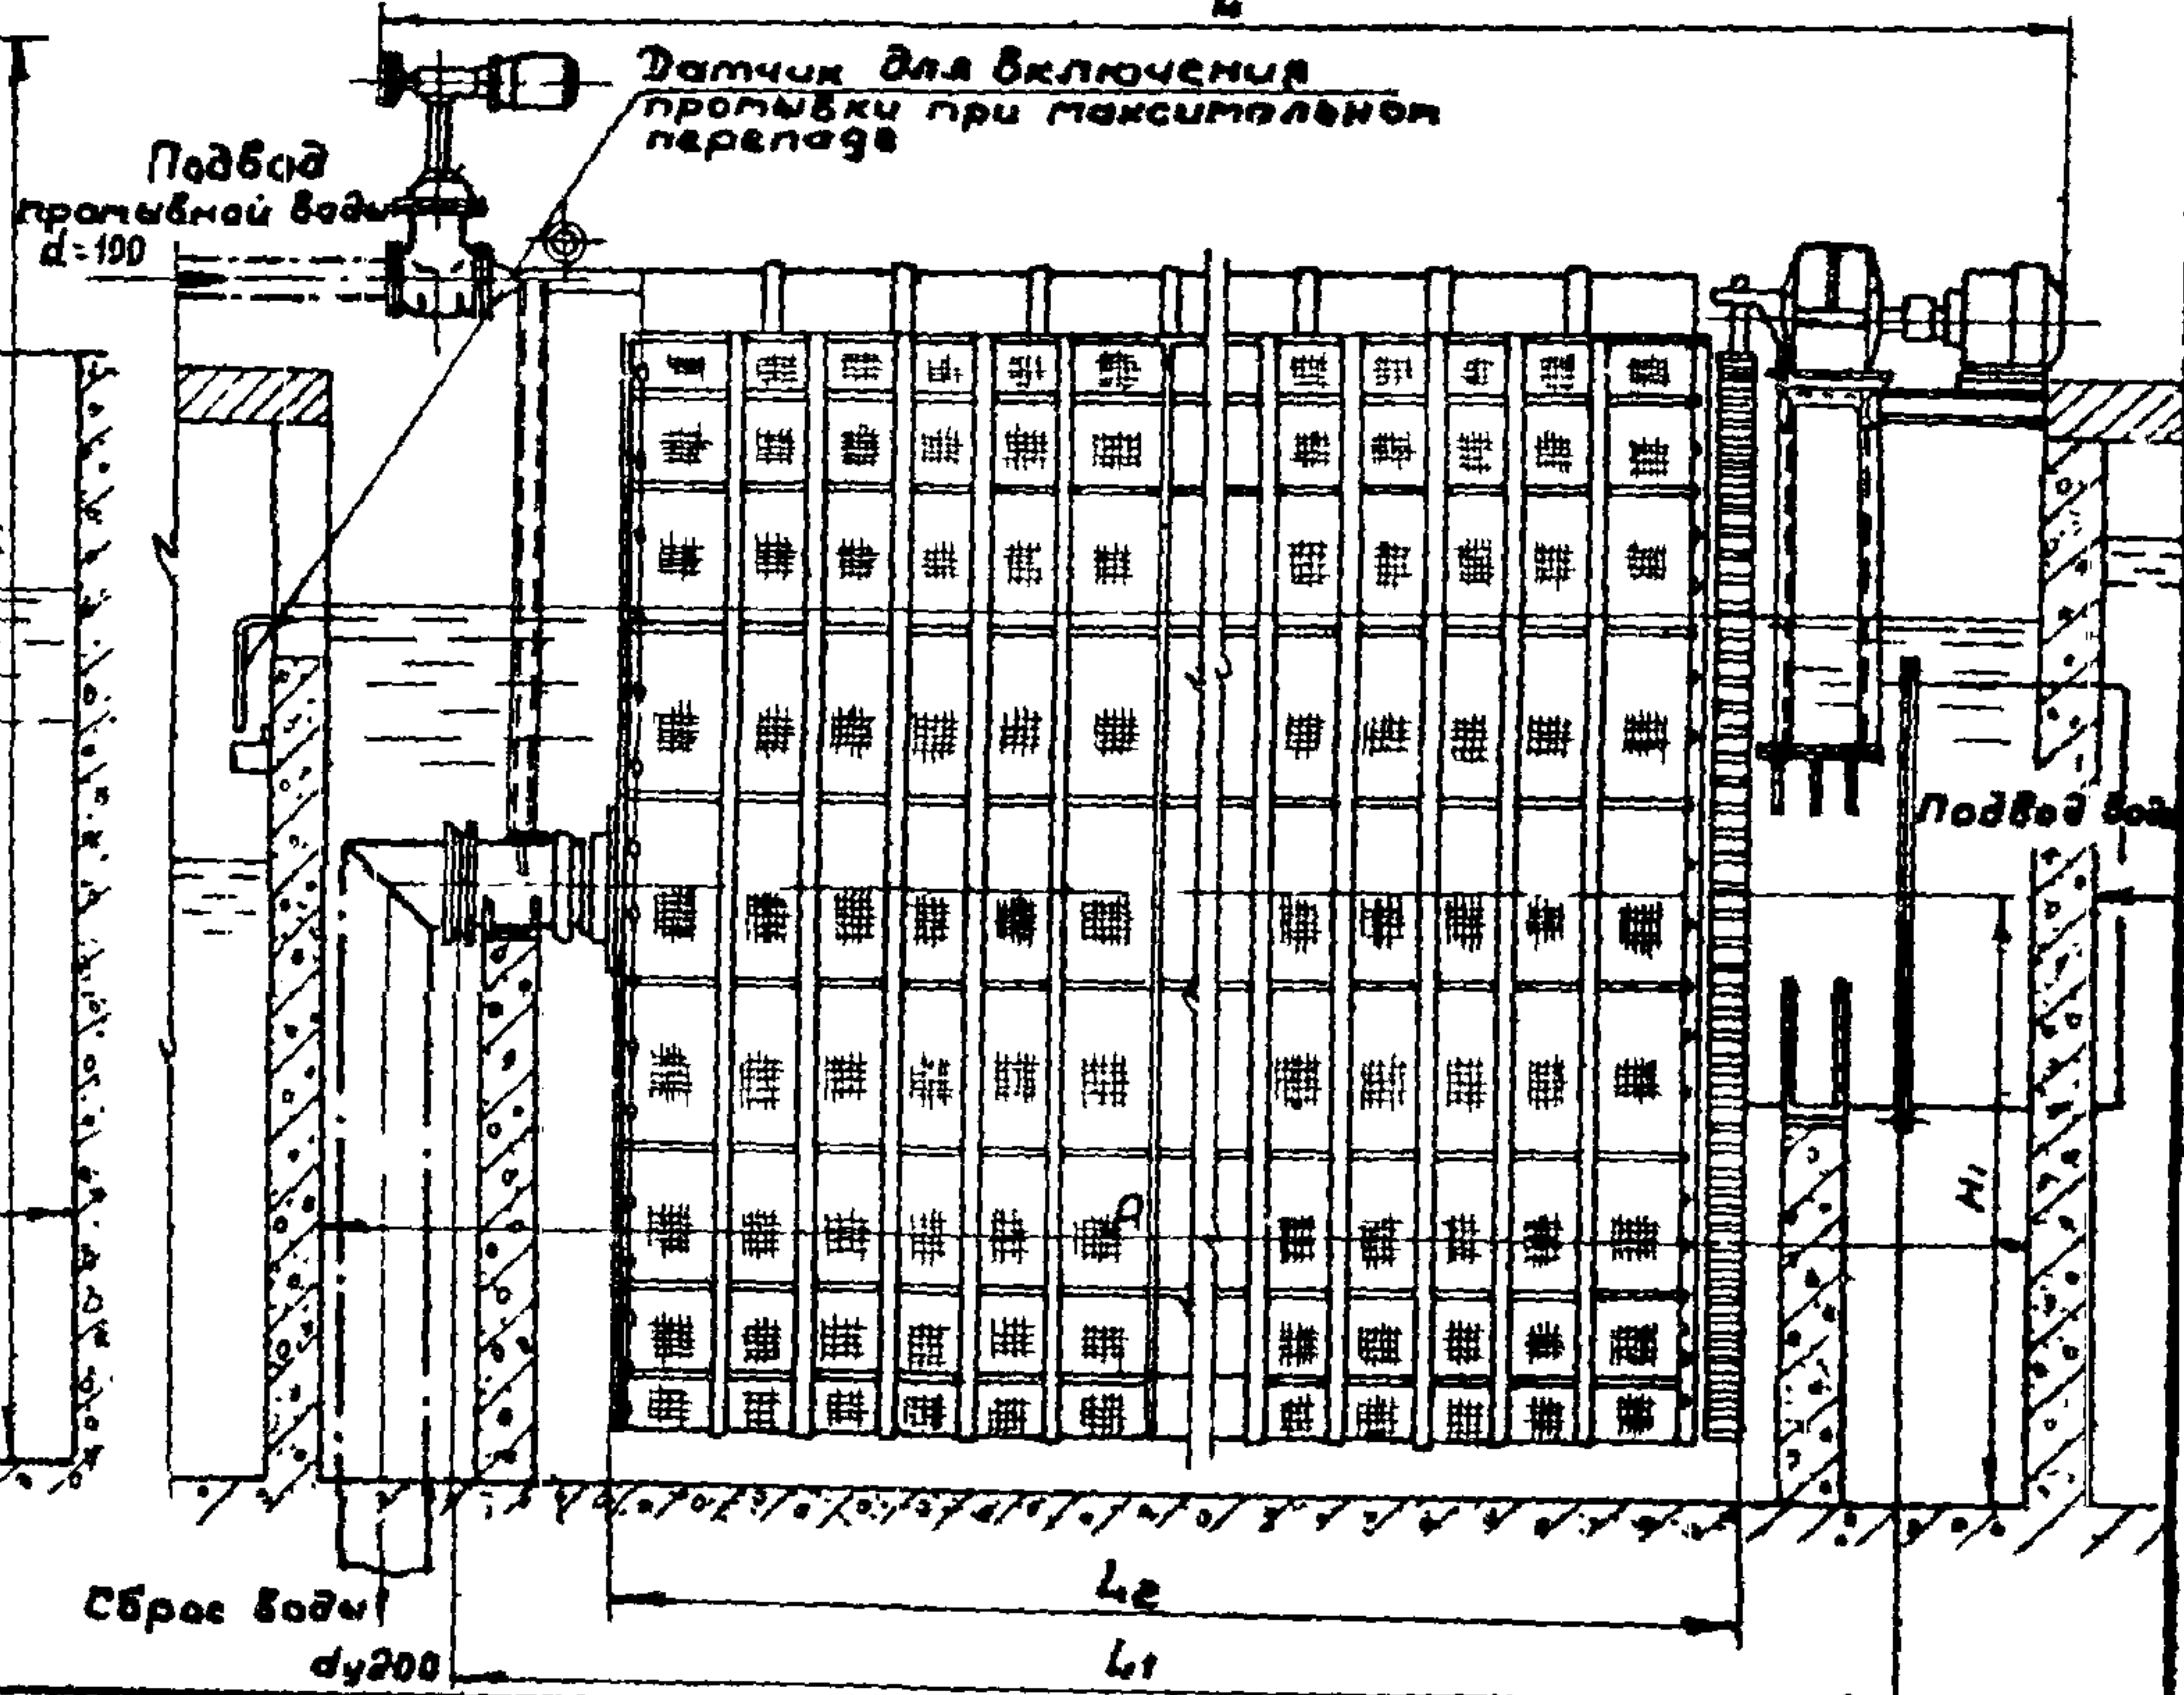 L
Датчик для включения
промывки при максимальном
перепаде
Подвод
промывной воды
d=100
Подвод воды
H1
D
L2
Сброс воды
dу200
L1